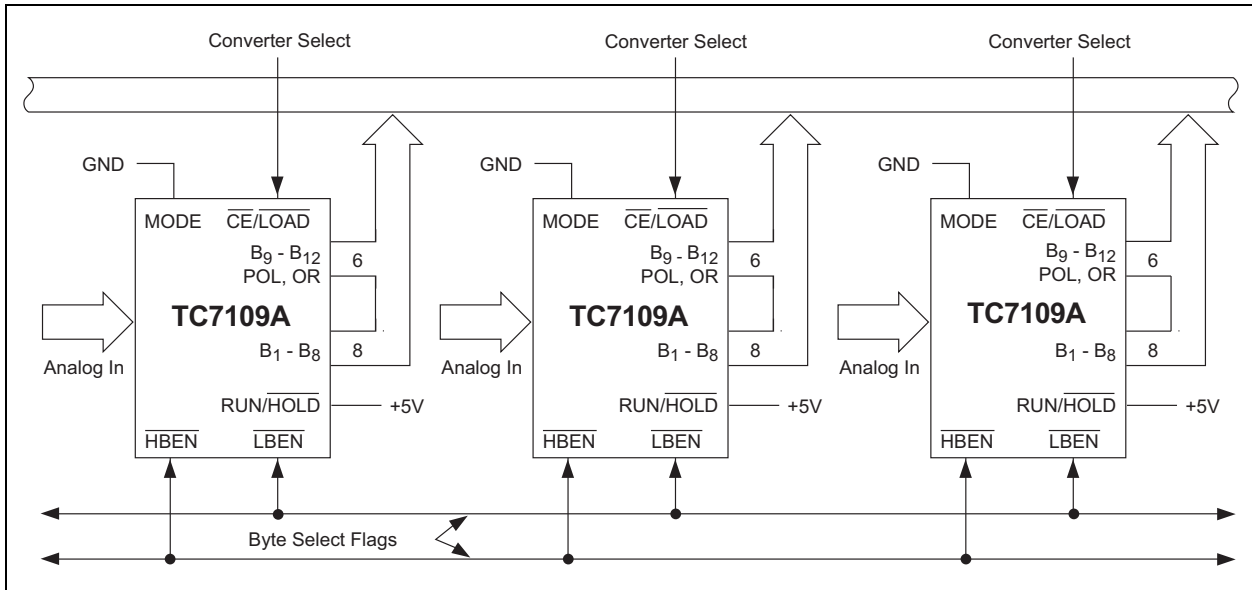 Converter Select
Converter Select
Converter Select
GND
MODE
CE/LOAD
B9 - B12
POL, OR
6
TC7109A
Analog In
B1 - B8
8
RUN/HOLD
+5V
HBEN
LBEN
GND
MODE
CE/LOAD
B9 - B12
POL, OR
6
TC7109A
Analog In
B1 - B8
8
RUN/HOLD
+5V
HBEN
LBEN
GND
MODE
CE/LOAD
B9 - B12
POL, OR
6
TC7109A
Analog In
B1 - B8
8
RUN/HOLD
+5V
HBEN
LBEN
Byte Select Flags